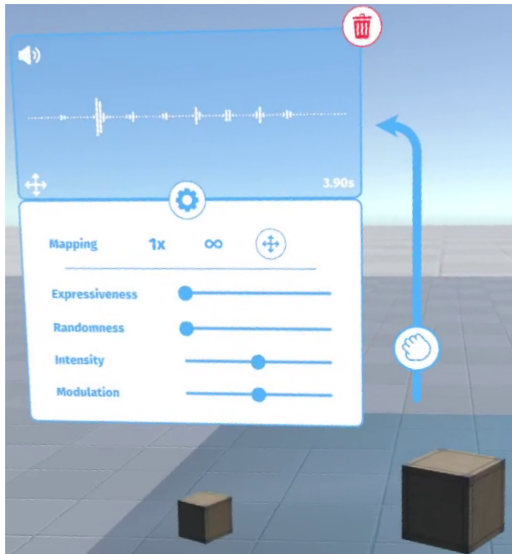 3.90s
Mapping 1x ∞
Expressiveness
Randomness
Intensity
Modulation